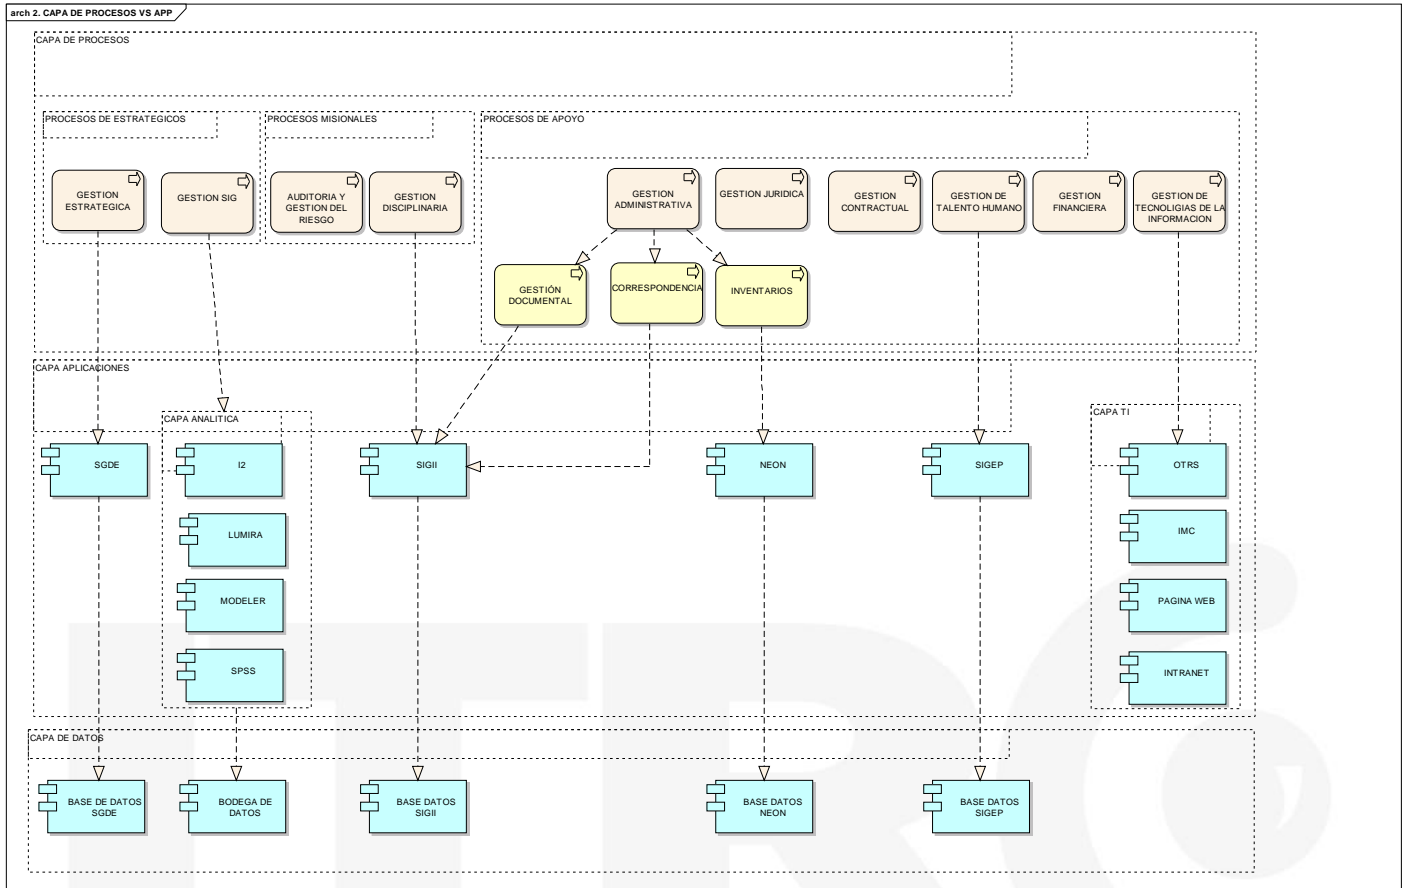 arch 2. CAPA DE PROCESOS VS APP
CAPA DE PROCESOS
PROCESOS DE ESTRATEGICOS
PROCESOS MISIONALES
PROCESOS DE APOYO
GESTION
ESTRATEGICA
GESTION SIG
AUDITORIA Y
GESTION DEL
RIESGO
GESTION
DISCIPLINARIA
GESTION
ADMINISTRATIVA
GESTION JURIDICA
GESTION
CONTRACTUAL
GESTION DE
TALENTO HUMANO
GESTION
FINANCIERA
GESTION DE
TECNOLIGIAS DE LA
INFORMACION
GESTIÓN
DOCUMENTAL
CORRESPONDENCIA
INVENTARIOS
CAPA APLICACIONES
CAPA ANALITICA
CAPA TI
SGDE
I2
SIGII
NEON
SIGEP
OTRS
LUMIRA
IMC
MODELER
PAGINA WEB
SPSS
INTRANET
CAPA DE DATOS
BASE DE DATOS
SGDE
BODEGA DE
DATOS
BASE DATOS
SIGII
BASE DATOS
NEON
BASE DATOS
SIGEP
ITRC